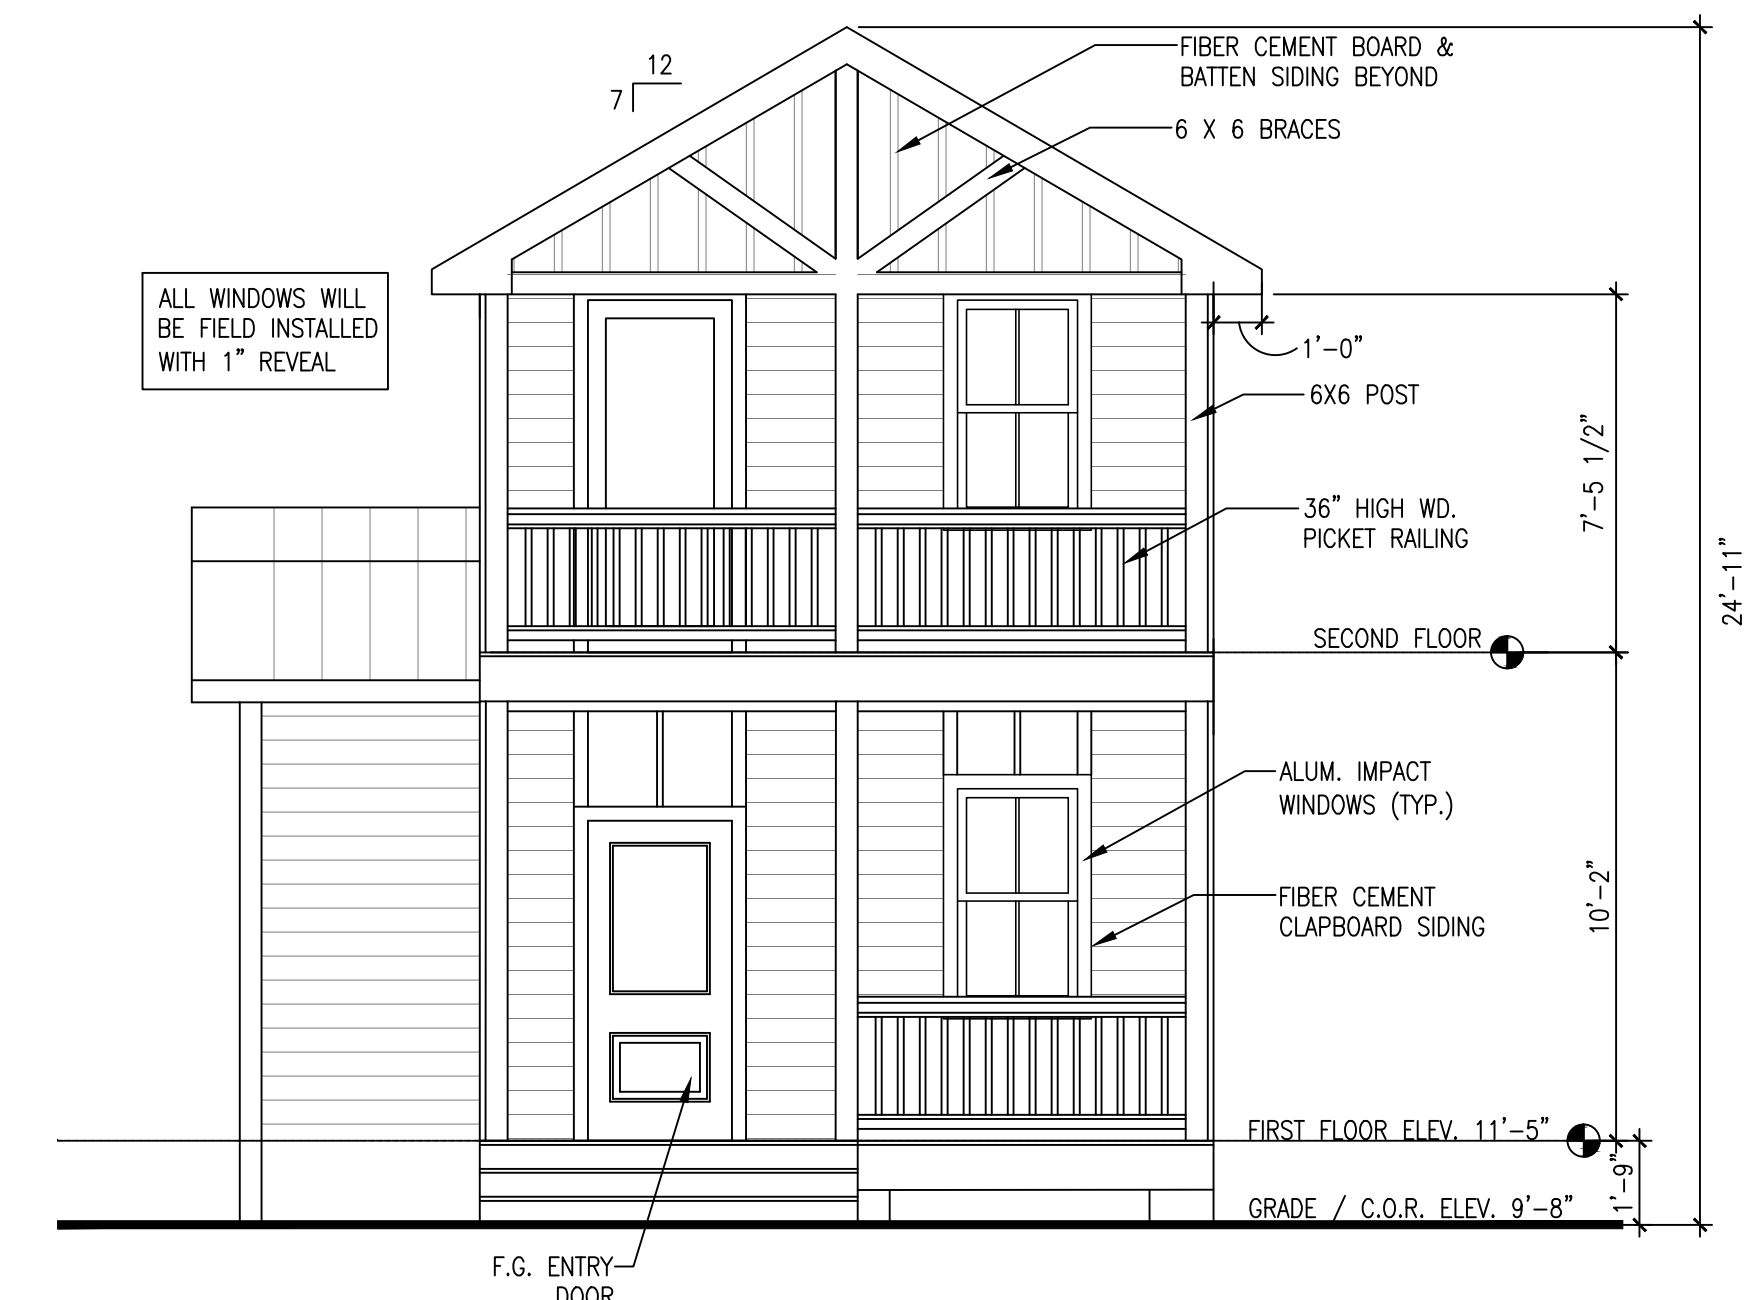 12
7
FIBER CEMENT BOARD &
BATTEN SIDING BEYOND
6 X 6 BRACES
ALL WINDOWS WILL
BE FIELD INSTALLED
WITH 1" REVEAL
1'-0"
6X6 POST
7'-5 1/2"
36" HIGH WD.
PICKET RAILING
24'-11"
SECOND FLOOR
ALUM. IMPACT
WINDOWS (TYP.)
10'-2"
FIBER CEMENT
CLAPBOARD SIDING
FIRST FLOOR ELEV. 11'-5"
1'-9"
GRADE / C.O.R. ELEV. 9'-8"
F.G. ENTRY
DOOR